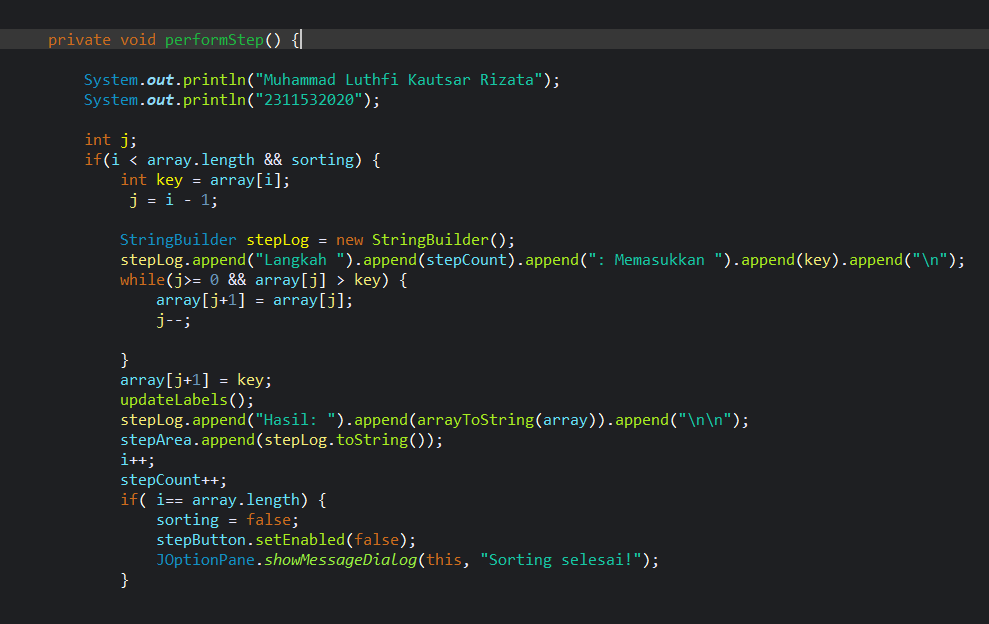 private void performStep() {
System.out.println("Muhammad Luthfi Kautsar Rizata");
System.out.println("2311532020");
int j;
if(i < array.length && sorting) {
int key = array[i];
j = i - 1;
StringBuilder stepLog = new StringBuilder();
stepLog.append("Langkah ").append(stepCount).append(": Memasukkan ").append(key).append("\n");
while(j>= 0 && array[j] > key) {
array[j+1] = array[j];
j--;
}
array[j+1] = key;
updateLabels();
stepLog.append("Hasil: ").append(arrayToString(array)).append("\n\n");
stepArea.append(stepLog.toString());
i++;
stepCount++;
if( i== array.length) {
sorting = false;
stepButton.setEnabled(false);
JOptionPane.showMessageDialog(this, "Sorting selesai!");
}